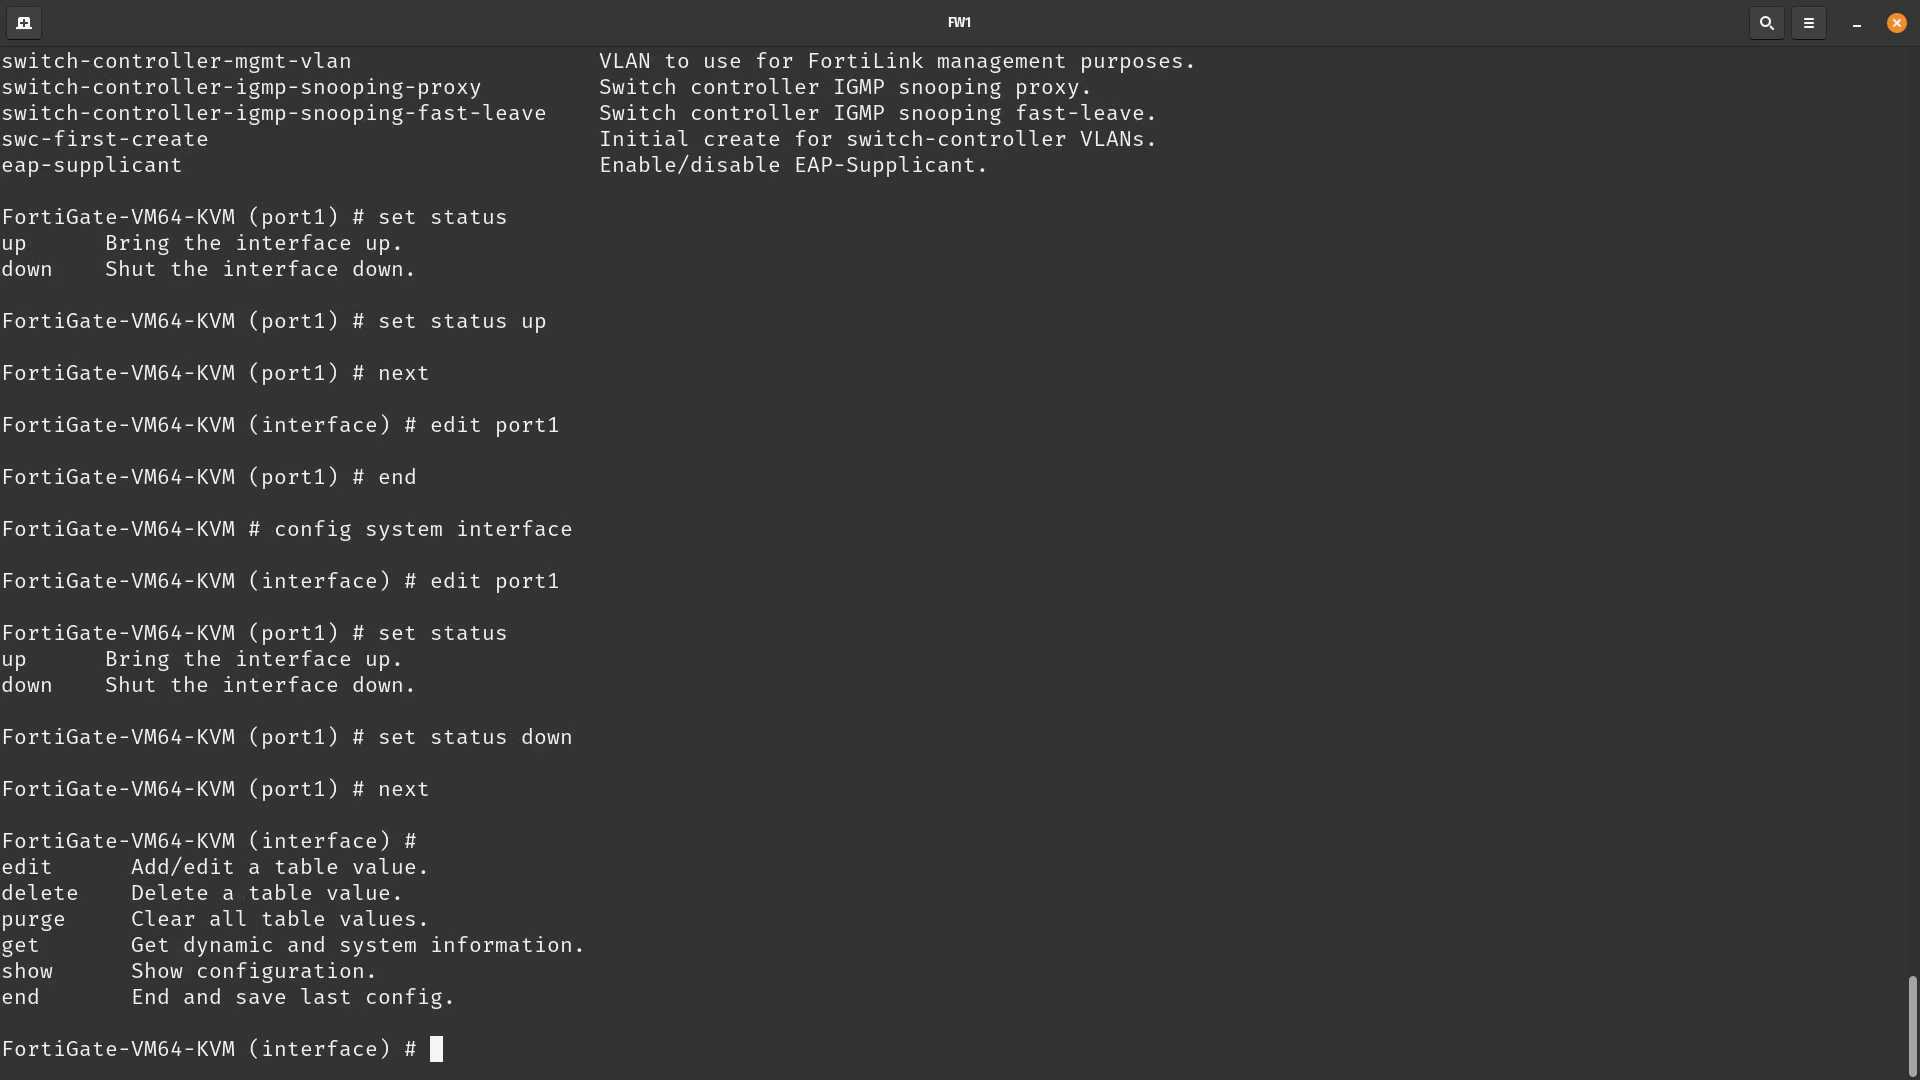 FW1
switch-controller-mgmt-vlan VLAN to use for FortiLink management purposes.
switch-controller-igmp-snooping-proxy Switch controller IGMP snooping proxy.
switch-controller-igmp-snooping-fast-leave Switch controller IGMP snooping fast-leave.
swc-first-create Initial create for switch-controller VLANs.
eap-supplicant Enable/disable EAP-Supplicant.
FortiGate-VM64-KVM (port1) # set status
up Bring the interface up.
down Shut the interface down.
FortiGate-VM64-KVM (port1) # set status up
FortiGate-VM64-KVM (port1) # next
FortiGate-VM64-KVM (interface) # edit port1
FortiGate-VM64-KVM (port1) # end
FortiGate-VM64-KVM # config system interface
FortiGate-VM64-KVM (interface) # edit port1
FortiGate-VM64-KVM (port1) # set status
up Bring the interface up.
down Shut the interface down.
FortiGate-VM64-KVM (port1) # set status down
FortiGate-VM64-KVM (port1) # next
FortiGate-VM64-KVM (interface) #
edit Add/edit a table value.
delete Delete a table value.
purge Clear all table values.
get Get dynamic and system information.
show Show configuration.
end End and save last config.
FortiGate-VM64-KVM (interface) #